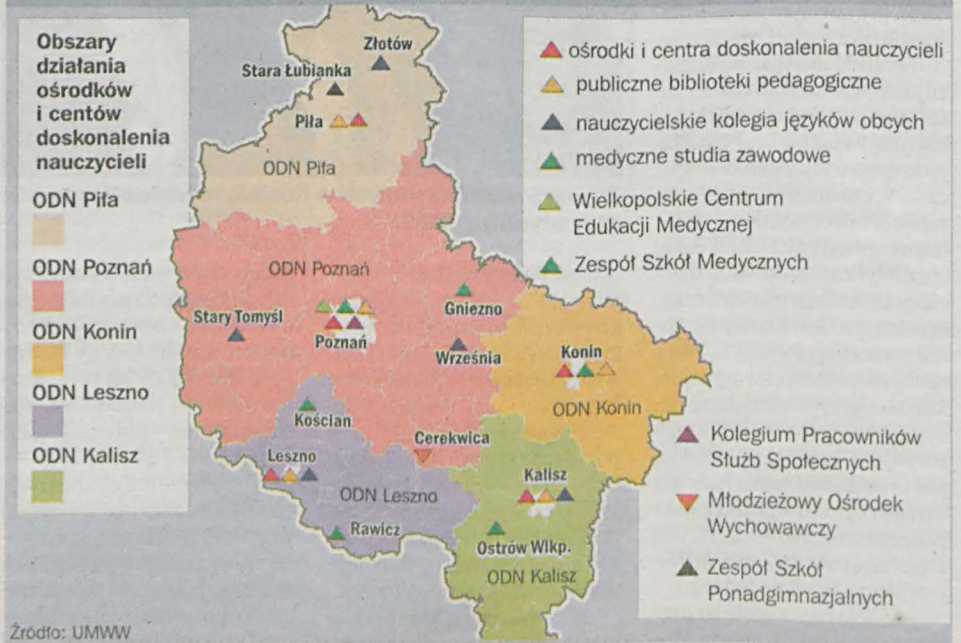 Obszary
działania
ośrodków
i centów
doskonalenia
nauczycieli
ODN Piła
ODN Poznań
ODN Konin
ODN Leszno
ODN Kalisz
ośrodki i centra doskonalenia nauczycieli
publiczne biblioteki pedagogiczne
nauczycielskie kolegia języków obcych
medyczne studia zawodowe
Wielkopolskie Centrum
Edukacji Medycznej
Zespół Szkół Medycznych
Kolegium Pracowników
Służb Społecznych
Młodzieżowy Ośrodek
Wychowawczy
Zespół Szkół
Ponadgimnazjalnych
Złotów
Stara Łubianka
Piła
ODN Piła
ODN Poznań
Gniezno
Stary Tomyśl
Poznań
Września
Konin
ODN Konin
Kościan
Cerekwica
Leszno
Kalisz
ODN Leszno
Rawicz
Ostrów Wlkp.
ODN Kalisz
Źródło: UMWW